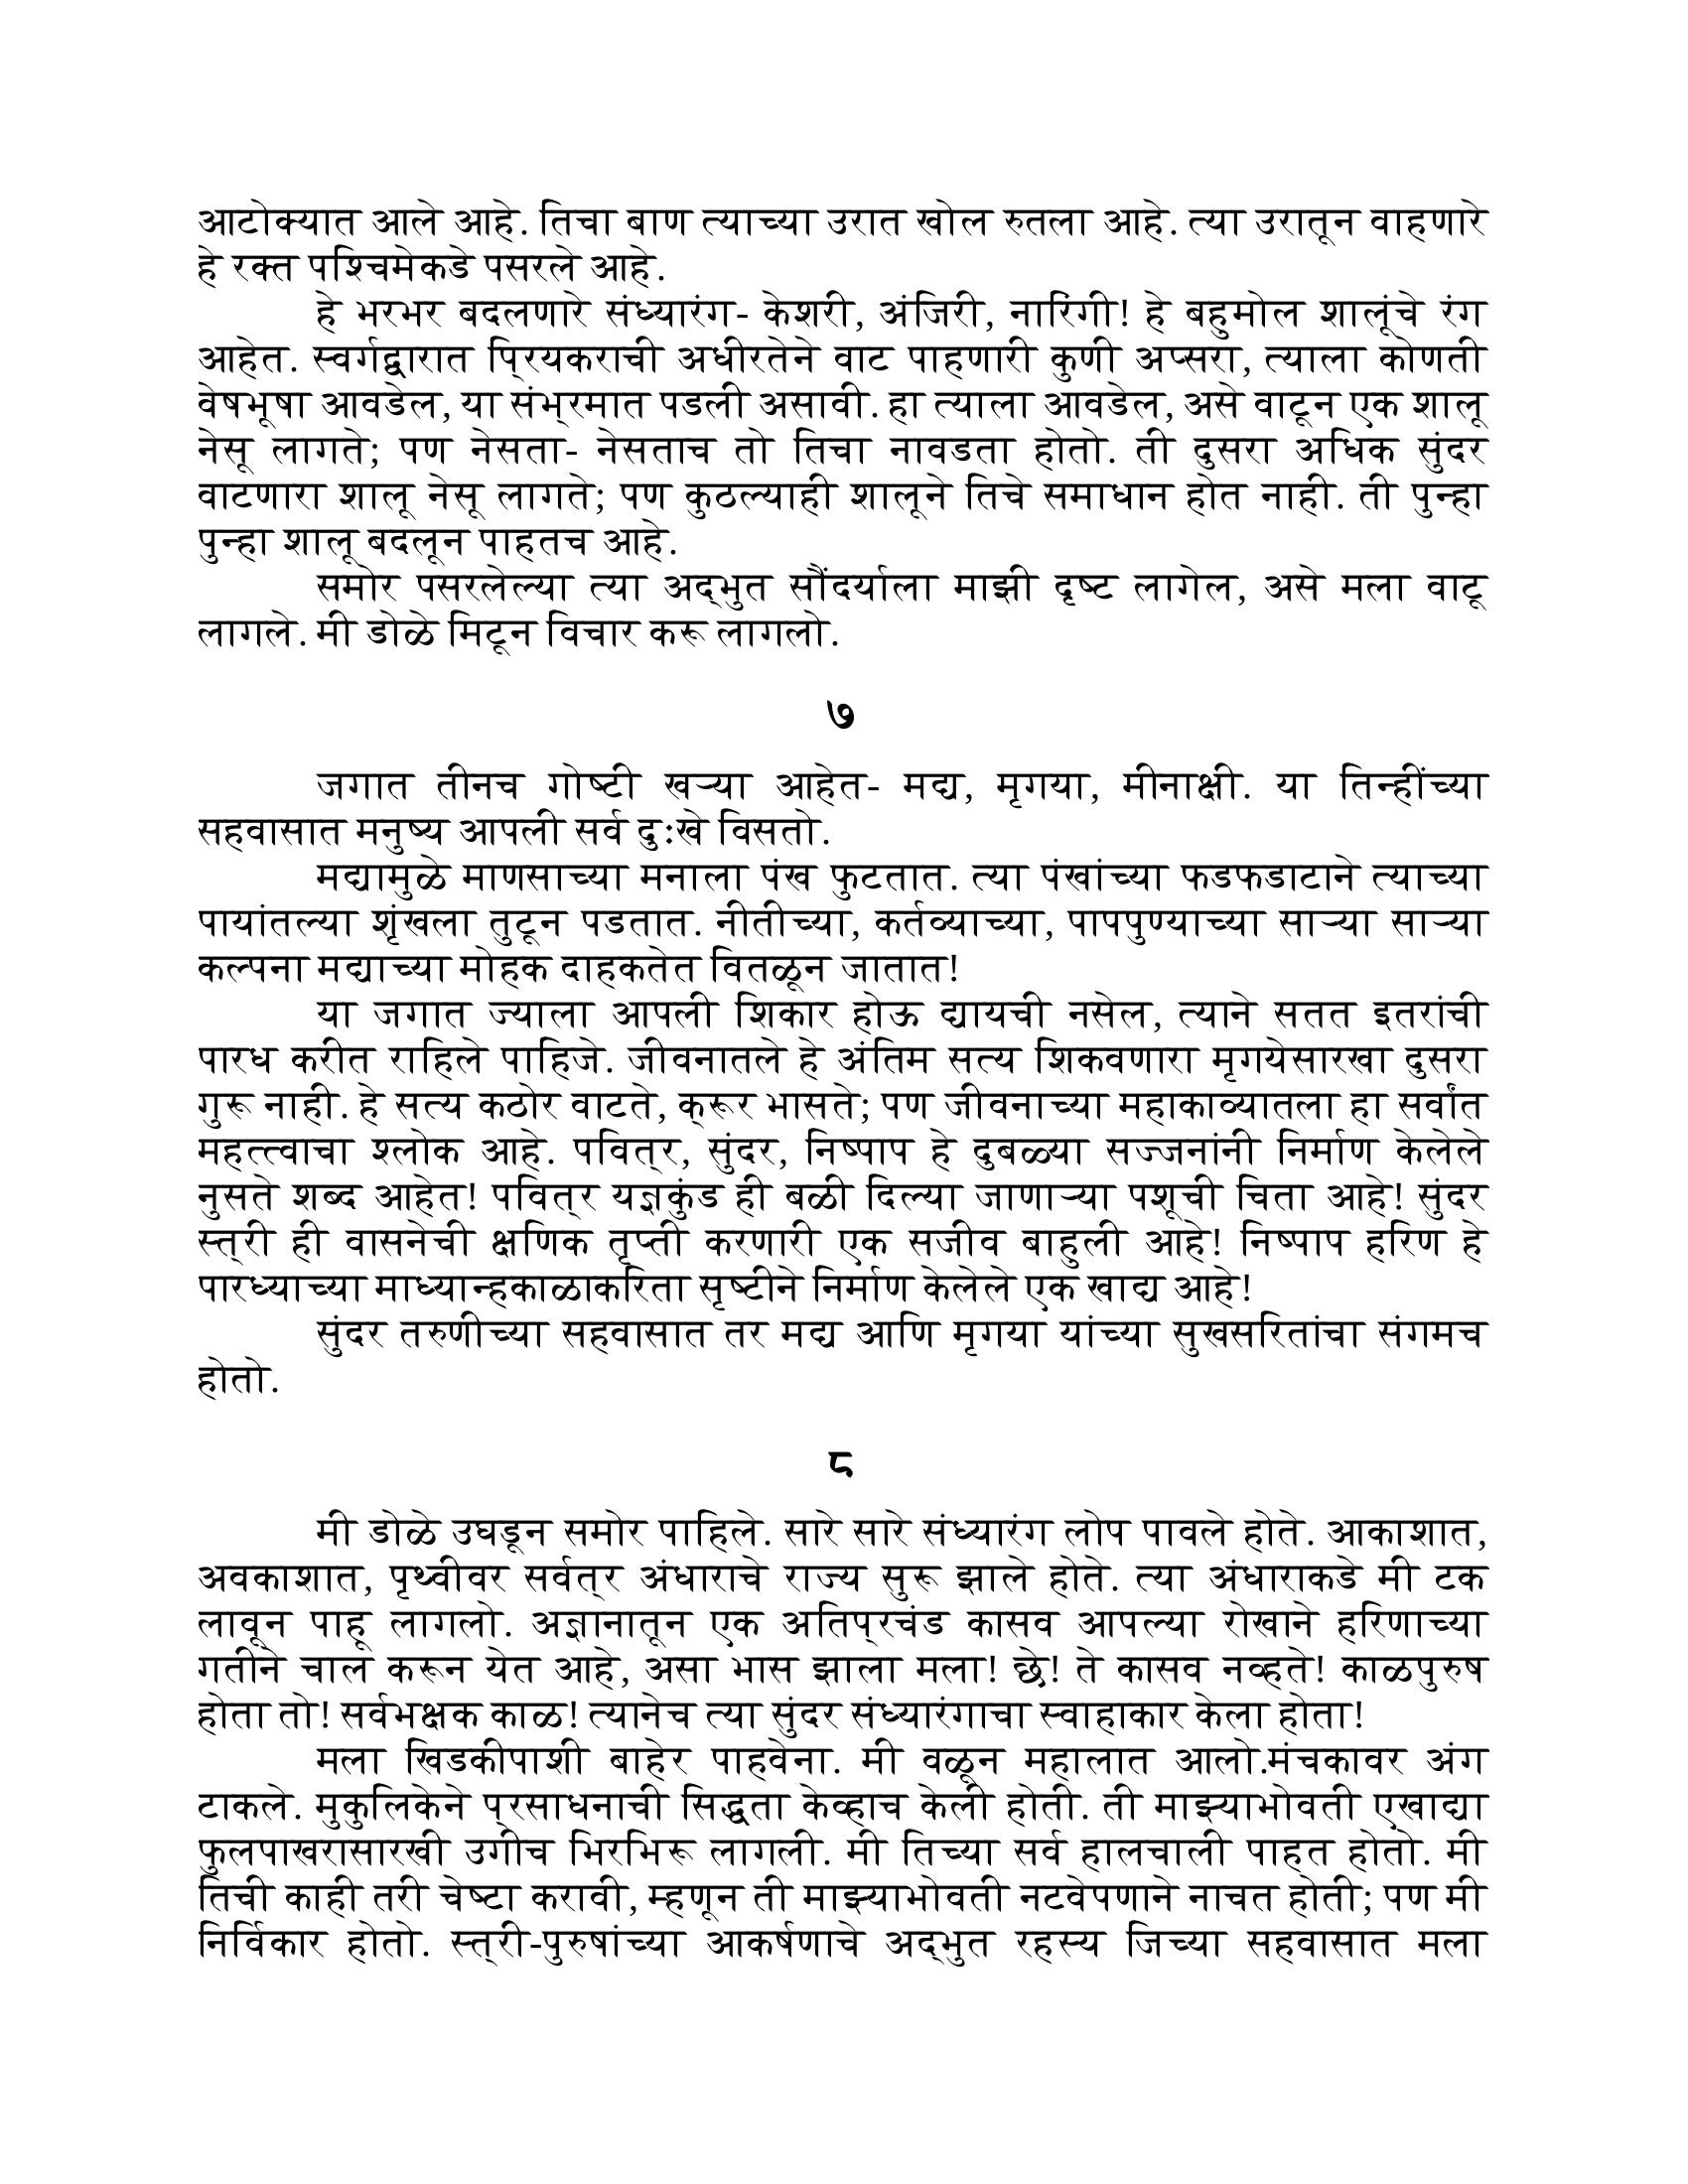 आटोक्यात आले आहे. तिचा बाण त्याच्या उरात खोल रुतला आहे. त्या उरातून वाहणारे
हे रक्त पश्चिमेकडे पसरले आहे.
हे भरभर बदलणारे संध्यारंग- केशरी, अंजिरी, नारिंगी! हे बहुमोल शालूंचे रंग
आहेत. स्वर्गद्वारात प्रियकराची अधीरतेने वाट पाहणारी कुणी अप्सरा, त्याला कोणती
वेषभूषा आवडेल, या संभ्रमात पडली असावी. हा त्याला आवडेल, असे वाटून एक शालू
नेसू लागते; पण नेसता- नेसताच तो तिचा नावडता होतो. ती दुसरा अधिक सुंदर
वाटणारा शालू नेसू लागते; पण कुठल्याही शालूने तिचे समाधान होत नाही. ती पुन्हा
पुन्हा शालू बदलून पाहतच आहे.
समोर पसरलेल्या त्या अद्‌भुत सौंदर्याला माझी दृष्ट लागेल, असे मला वाटू
लागले. मी डोळे मिटून विचार करू लागलो.
७
जगात तीनच गोष्टी खऱ्या आहेत- मद्य, मृगया, मीनाक्षी. या तिन्हींच्या
सहवासात मनुष्य आपली सर्व दुःखे विसतो.
मद्यामुळे माणसाच्या मनाला पंख फुटतात. त्या पंखांच्या फडफडाटाने त्याच्या
पायांतल्या शृंखला तुटून पडतात. नीतीच्या, कर्तव्याच्या, पापपुण्याच्या साऱ्या साऱ्या
कल्पना मद्याच्या मोहक दाहकतेत वितळून जातात!
या जगात ज्याला आपली शिकार होऊ द्यायची नसेल, त्याने सतत इतरांची
पारध करीत राहिले पाहिजे. जीवनातले हे अंतिम सत्य शिकवणारा मृगयेसारखा दुसरा
गुरू नाही. हे सत्य कठोर वाटते, क्रूर भासते; पण जीवनाच्या महाकाव्यातला हा सर्वांत
महत्त्वाचा श्लोक आहे. पवित्र, सुंदर, निष्पाप हे दुबळ्या सज्जनांनी निर्माण केलेले
नुसते शब्द आहेत! पवित्र यज्ञकुंड ही बळी दिल्या जाणाऱ्या पशूची चिता आहे! सुंदर
स्त्री ही वासनेची क्षणिक तृप्ती करणारी एक सजीव बाहुली आहे! निष्पाप हरिण हे
पारध्याच्या माध्यान्हकाळाकरिता सृष्टीने निर्माण केलेले एक खाद्य आहे!
सुंदर तरुणीच्या सहवासात तर मद्य आणि मृगया यांच्या सुखसरितांचा संगमच
होतो.
८
मी डोळे उघडून समोर पाहिले. सारे सारे संध्यारंग लोप पावले होते. आकाशात,
अवकाशात, पृथ्वीवर सर्वत्र अंधाराचे राज्य सुरू झाले होते. त्या अंधाराकडे मी टक
लावून पाहू लागलो. अज्ञानातून एक अतिप्रचंड कासव आपल्या रोखाने हरिणाच्या
गतीने चाल करून येत आहे, असा भास झाला मला! छे! ते कासव नव्हते! काळपुरुष
होता तो! सर्वभक्षक काळ! त्यानेच त्या सुंदर संध्यारंगाचा स्वाहाकार केला होता!
मला खिडकीपाशी बाहेर पाहवेना. मी वळून महालात आलो.मंचकावर अंग
टाकले. मुकुलिकेने प्रसाधनाची सिद्धता केव्हाच केली होती. ती माझ्याभोवती एखाद्या
फुलपाखरासारखी उगीच भिरभिरू लागली. मी तिच्या सर्व हालचाली पाहत होतो. मी
तिची काही तरी चेष्टा करावी, म्हणून ती माझ्याभोवती नटवेपणाने नाचत होती; पण मी
निर्विकार होतो. स्त्री-पुरुषांच्या आकर्षणाचे अद्‌भुत रहस्य जिच्या सहवासात मला